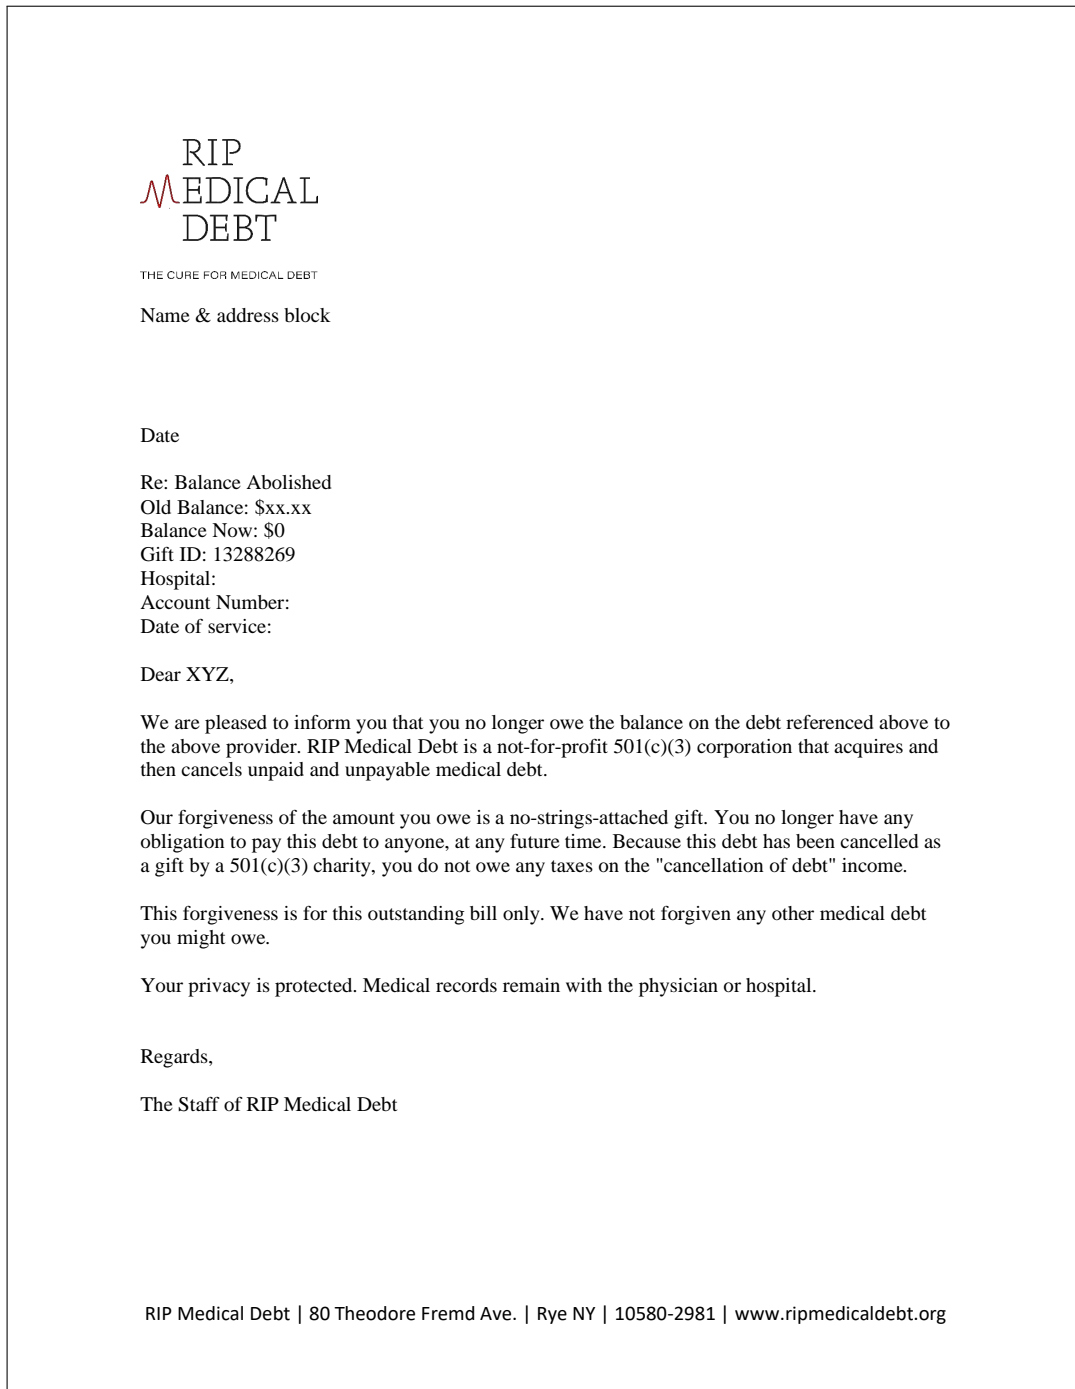 RIP
MEDICAL
DEBT
THE CURE FOR MEDICAL DEBT
Name & address block
Date
Re: Balance Abolished
Old Balance: $xx.xx
Balance Now: $0
Gift ID: 13288269
Hospital:
Account Number:
Date of service:
Dear XYZ,
We are pleased to inform you that you no longer owe the balance on the debt referenced above to
the above provider. RIP Medical Debt is a not-for-profit 501(c)(3) corporation that acquires and
then cancels unpaid and unpayable medical debt.
Our forgiveness of the amount you owe is a no-strings-attached gift. You no longer have any
obligation to pay this debt to anyone, at any future time. Because this debt has been cancelled as
a gift by a 501(c)(3) charity, you do not owe any taxes on the "cancellation of debt" income.
This forgiveness is for this outstanding bill only. We have not forgiven any other medical debt
you might owe.
Your privacy is protected. Medical records remain with the physician or hospital.
Regards,
The Staff of RIP Medical Debt
RIP Medical Debt | 80 Theodore Fremd Ave. | Rye NY | 10580-2981 | www.ripmedicaldebt.org